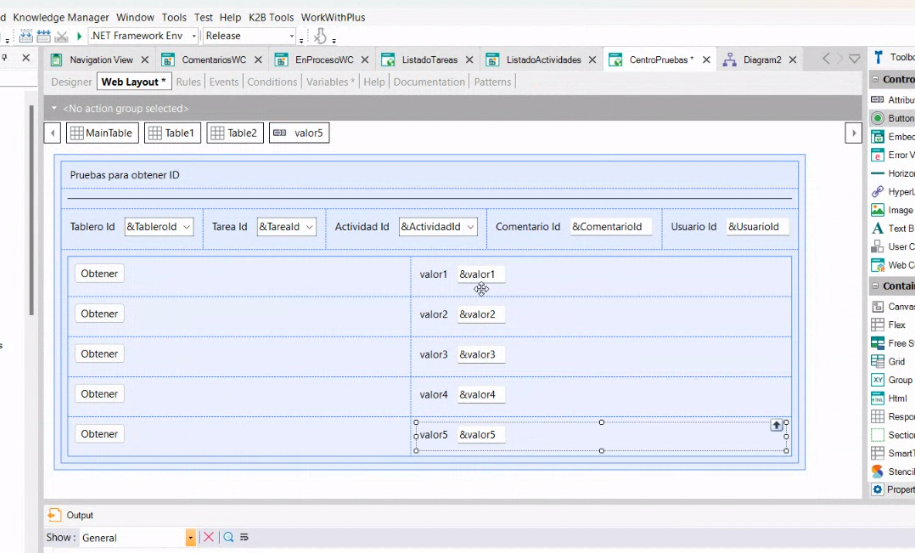 Knowledge Manager Window Tools Test Help K2B Tools WorkWithPlus
.NET Framework Env Release
Navigation View ComentariosWC EnProcesoWC ListadoTareas ListadoActividades CentroPruebas * Diagram2 Toolbo
Designer Web Layout * Rules Events Conditions Variables * Help Documentation Patterns
<No action group selected>
MainTable Table1 Table2 valor5
Pruebas para obtener ID
Tablero Id &TableroId Tarea Id &TareaId Actividad Id &ActividadId Comentario Id &ComentarioId Usuario Id &UsuarioId
Obtener valor1 &valor1
Obtener valor2 &valor2
Obtener valor3 &valor3
Obtener valor4 &valor4
Obtener valor5 &valor5
Contro
Attribu
Button
Embec
Error V
Horizo
HyperL
Image
Text B
User C
Web C
Contai
Canva
Flex
Free St
Grid
Group
Html
Respo
Sectio
SmartT
Stencil
Propert
Output
Show : General